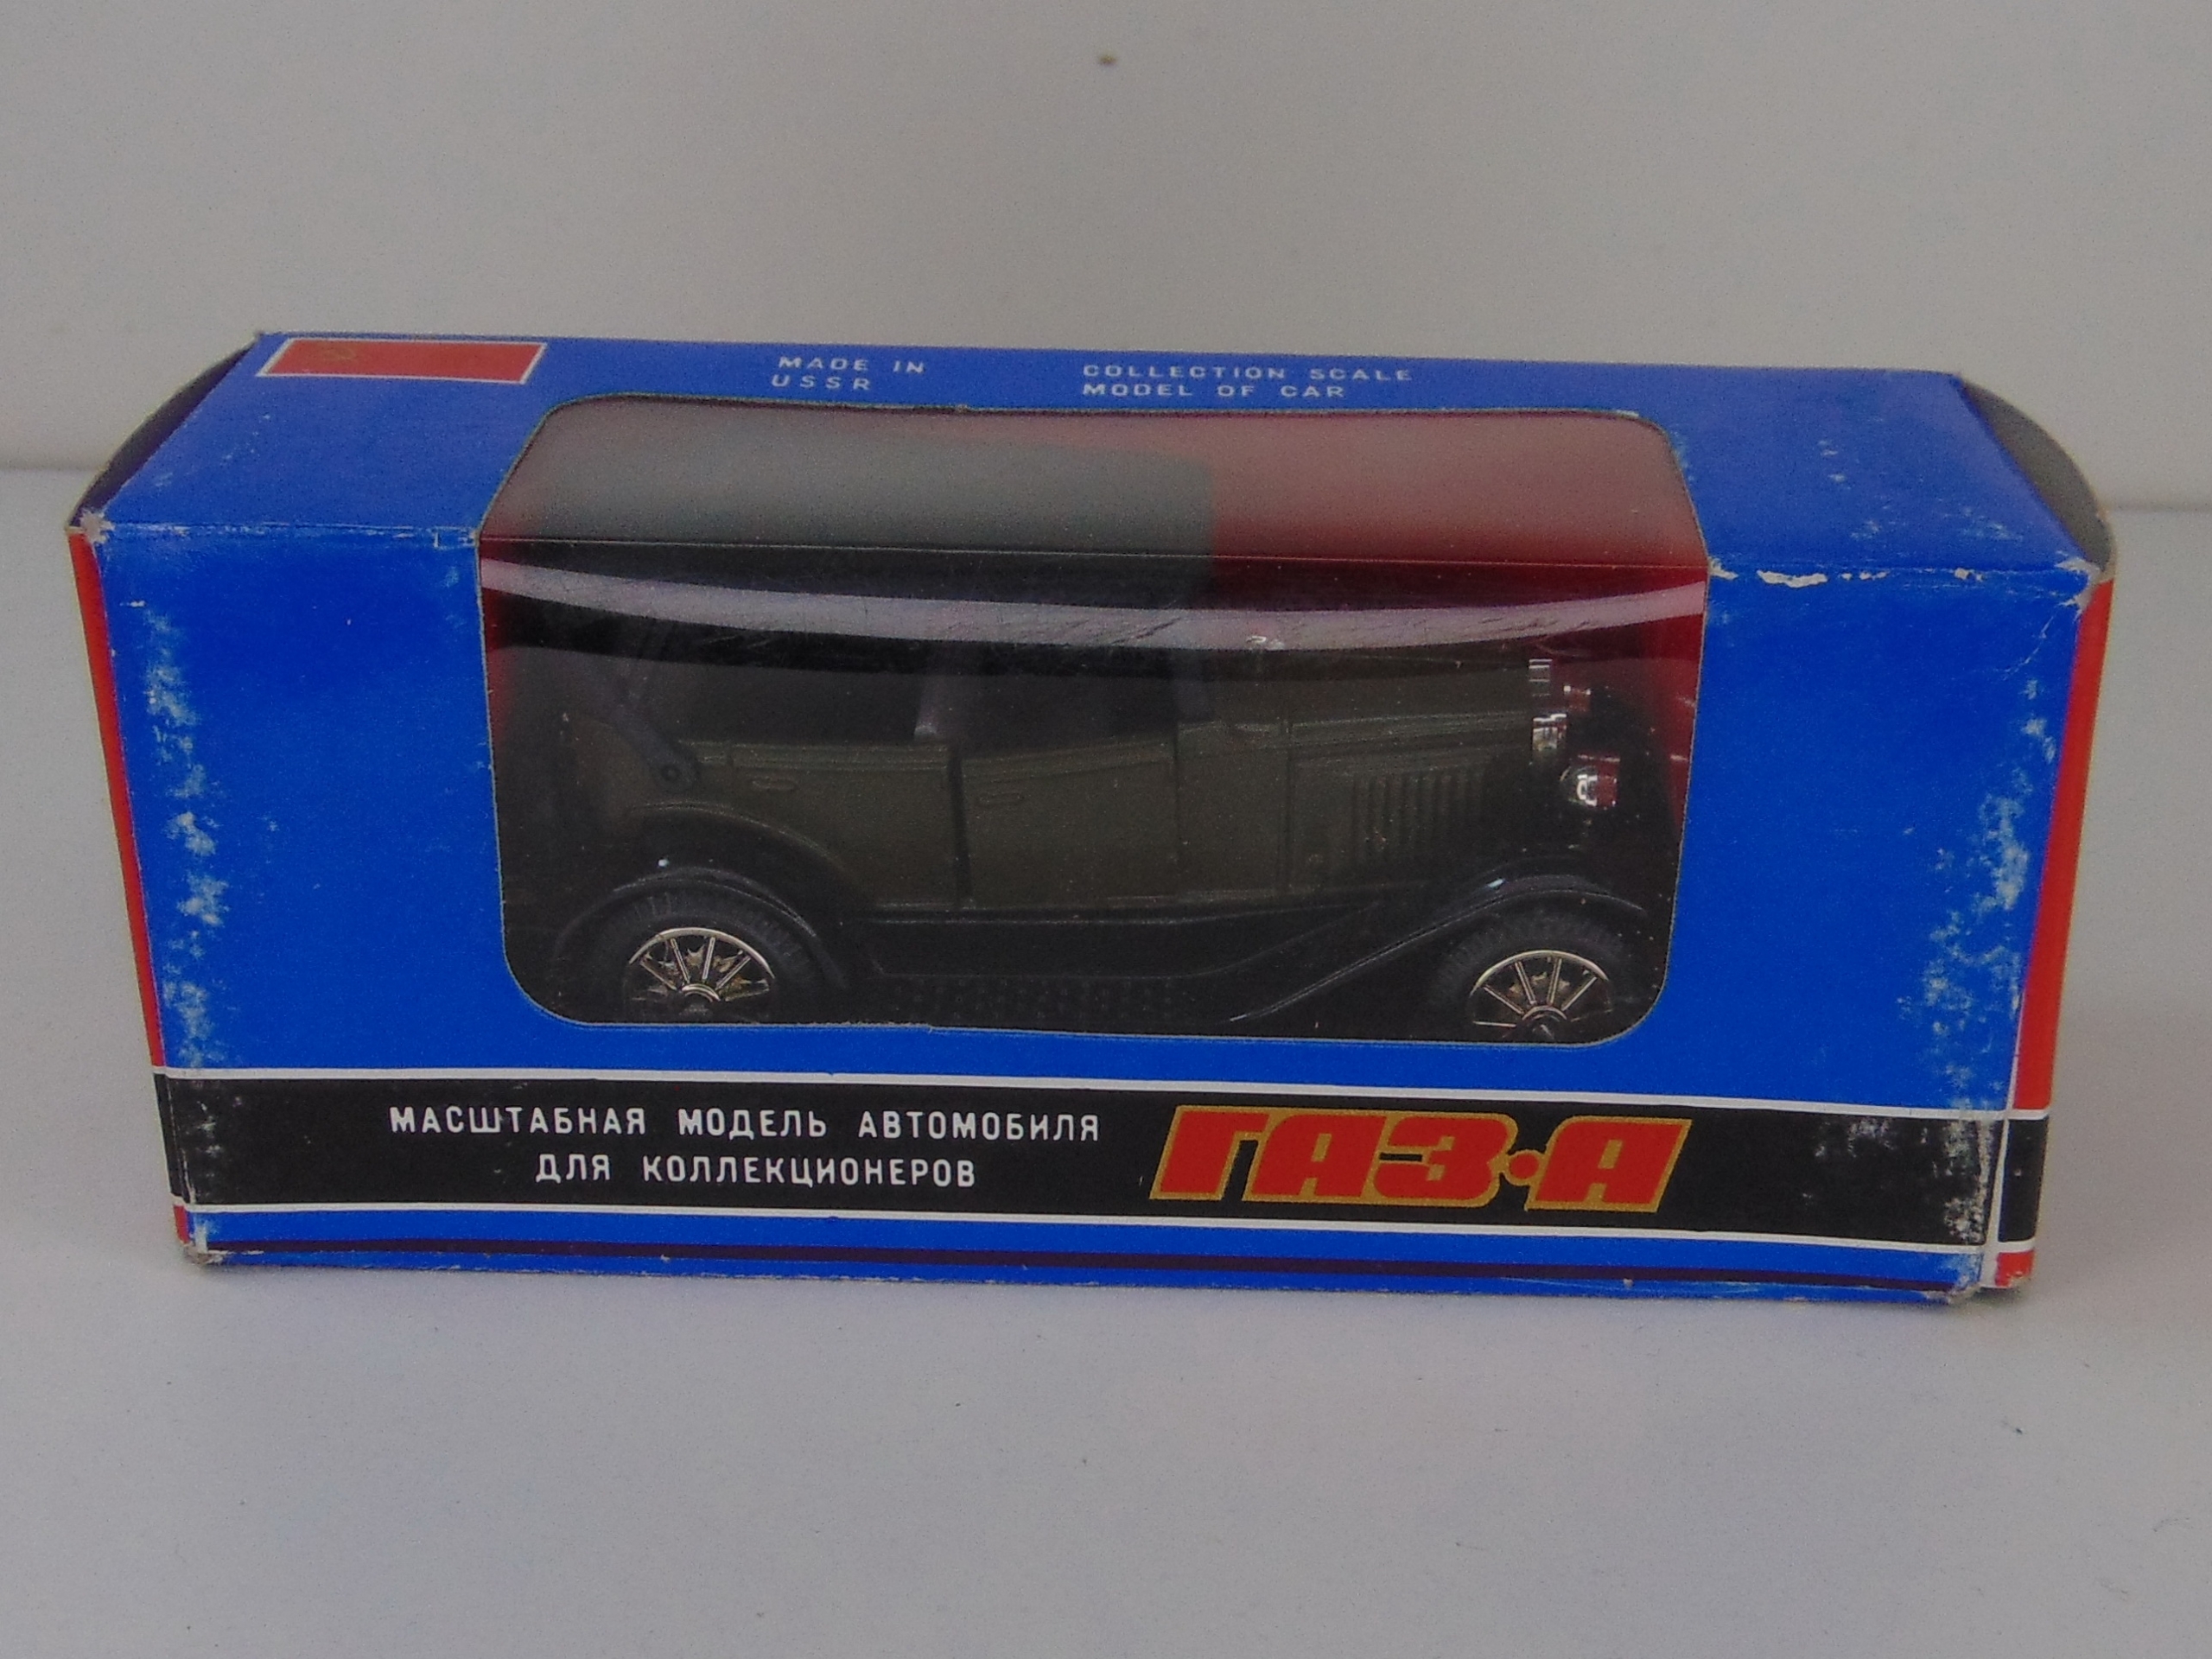 MADE IN
USSR
COLLECTION SCALE
MODEL OF CAR
МАСШТАБНАЯ МОДЕЛЬ АВТОМОБИЛЯ
ДЛЯ КОЛЛЕКЦИОНЕРОВ
ГАЗ·А